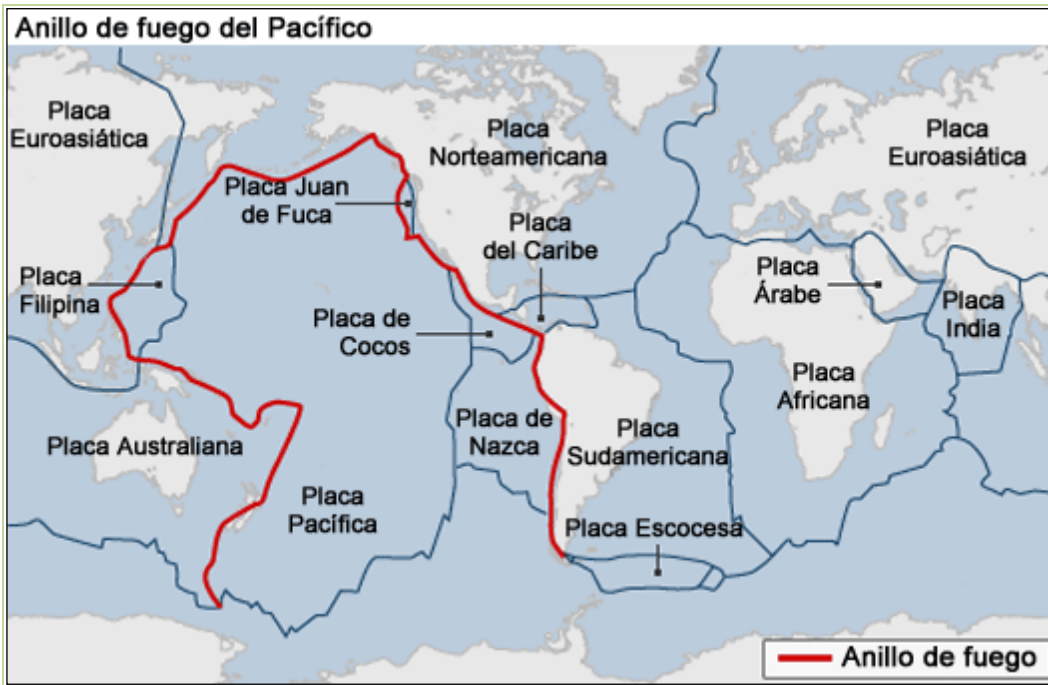 Anillo de fuego del Pacífico
Placa
Euroasiática
Placa
Norteamericana
Placa
Euroasiática
Placa Juan
de Fuca
Placa
del Caribe
Placa
Filipina
Placa
Árabe
Placa
India
Placa de
Cocos
Placa
Africana
Placa Australiana
Placa de
Nazca
Placa
Sudamericana
Placa
Pacífica
Placa Escocesa
Anillo de fuego